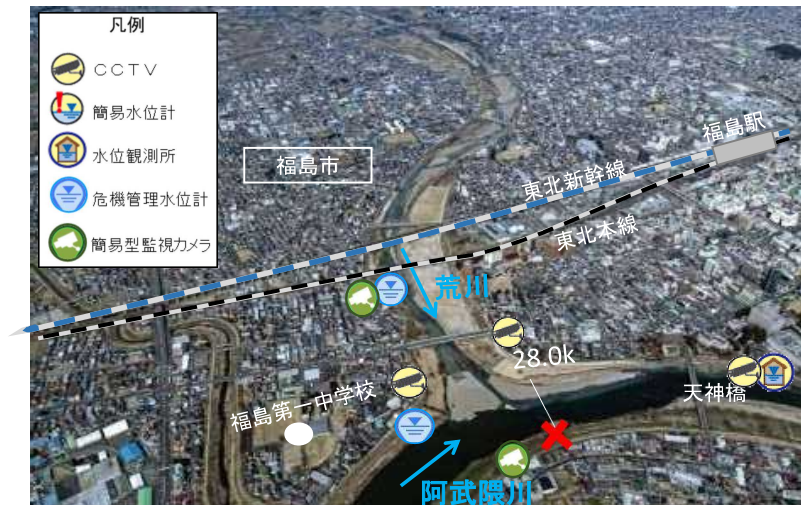 凡例
CCTV
簡易水位計
水位観測所
危機管理水位計
簡易型監視カメラ
福島市
福島駅
東北新幹線
東北本線
荒川
28.0k
天神橋
福島第一中学校
阿武隈川